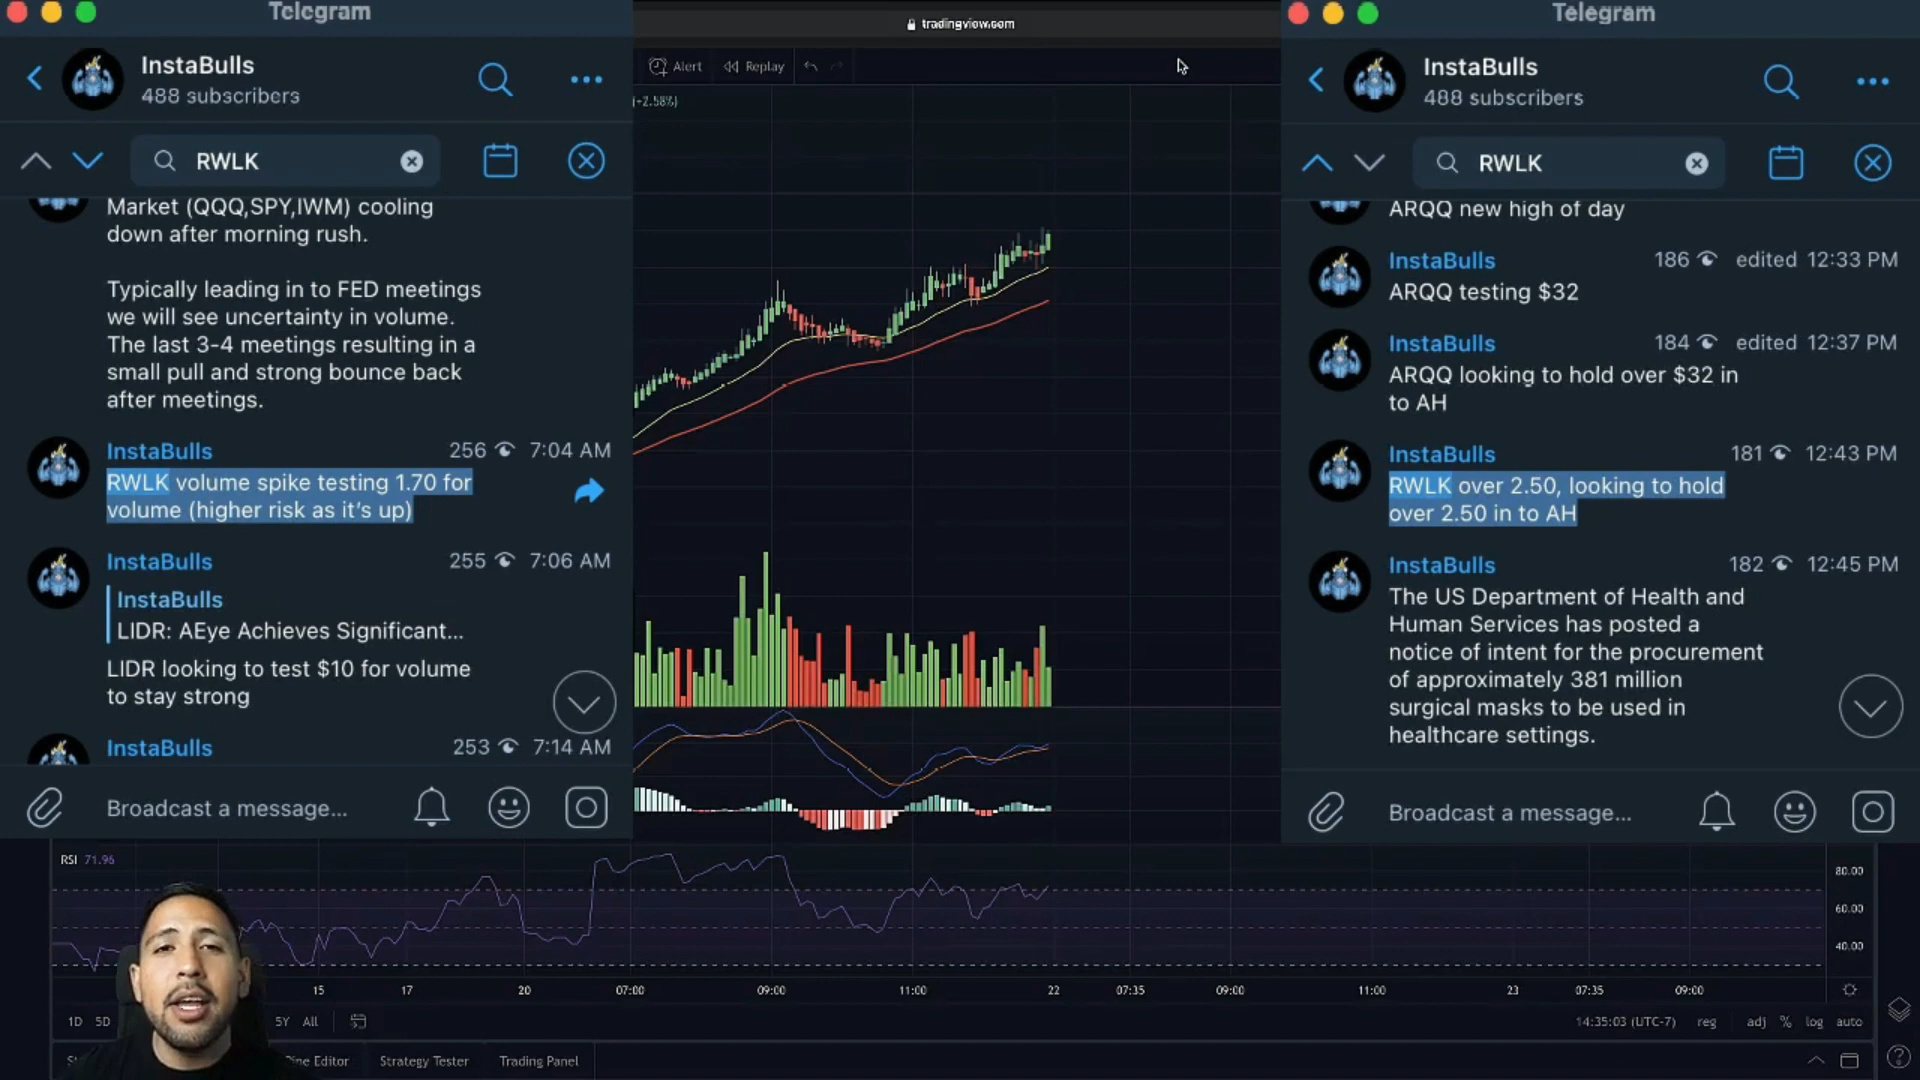 Telegram
InstaBulls
488 subscribers
RWLK
Market (QQQ,SPY,IWM) cooling
down after morning rush.
Typically leading in to FED meetings
we will see uncertainty in volume.
The last 3-4 meetings resulting in a
small pull and strong bounce back
after meetings.
InstaBulls 256 7:04 AM
RWLK volume spike testing 1.70 for
volume (higher risk as it's up)
InstaBulls 255 7:06 AM
InstaBulls
LIDR: AEye Achieves Significant...
LIDR looking to test $10 for volume
to stay strong
InstaBulls 253 7:14 AM
Broadcast a message...
tradingview.com
Alert Replay
(+2.58%)
Telegram
InstaBulls
488 subscribers
RWLK
ARQQ new high of day
InstaBulls 186 edited 12:33 PM
ARQQ testing $32
InstaBulls 184 edited 12:37 PM
ARQQ looking to hold over $32 in
to AH
InstaBulls 181 12:43 PM
RWLK over 2.50, looking to hold
over 2.50 in to AH
InstaBulls 182 12:45 PM
The US Department of Health and
Human Services has posted a
notice of intent for the procurement
of approximately 381 million
surgical masks to be used in
healthcare settings.
Broadcast a message...
RSI 71.96
80.00
60.00
40.00
15 17 20 07:00 09:00 11:00 22 07:35 09:00 11:00 23 07:35 09:00
1D 5D 5Y All 14:35:03 (UTC-7) reg adj % log auto
St ine Editor Strategy Tester Trading Panel